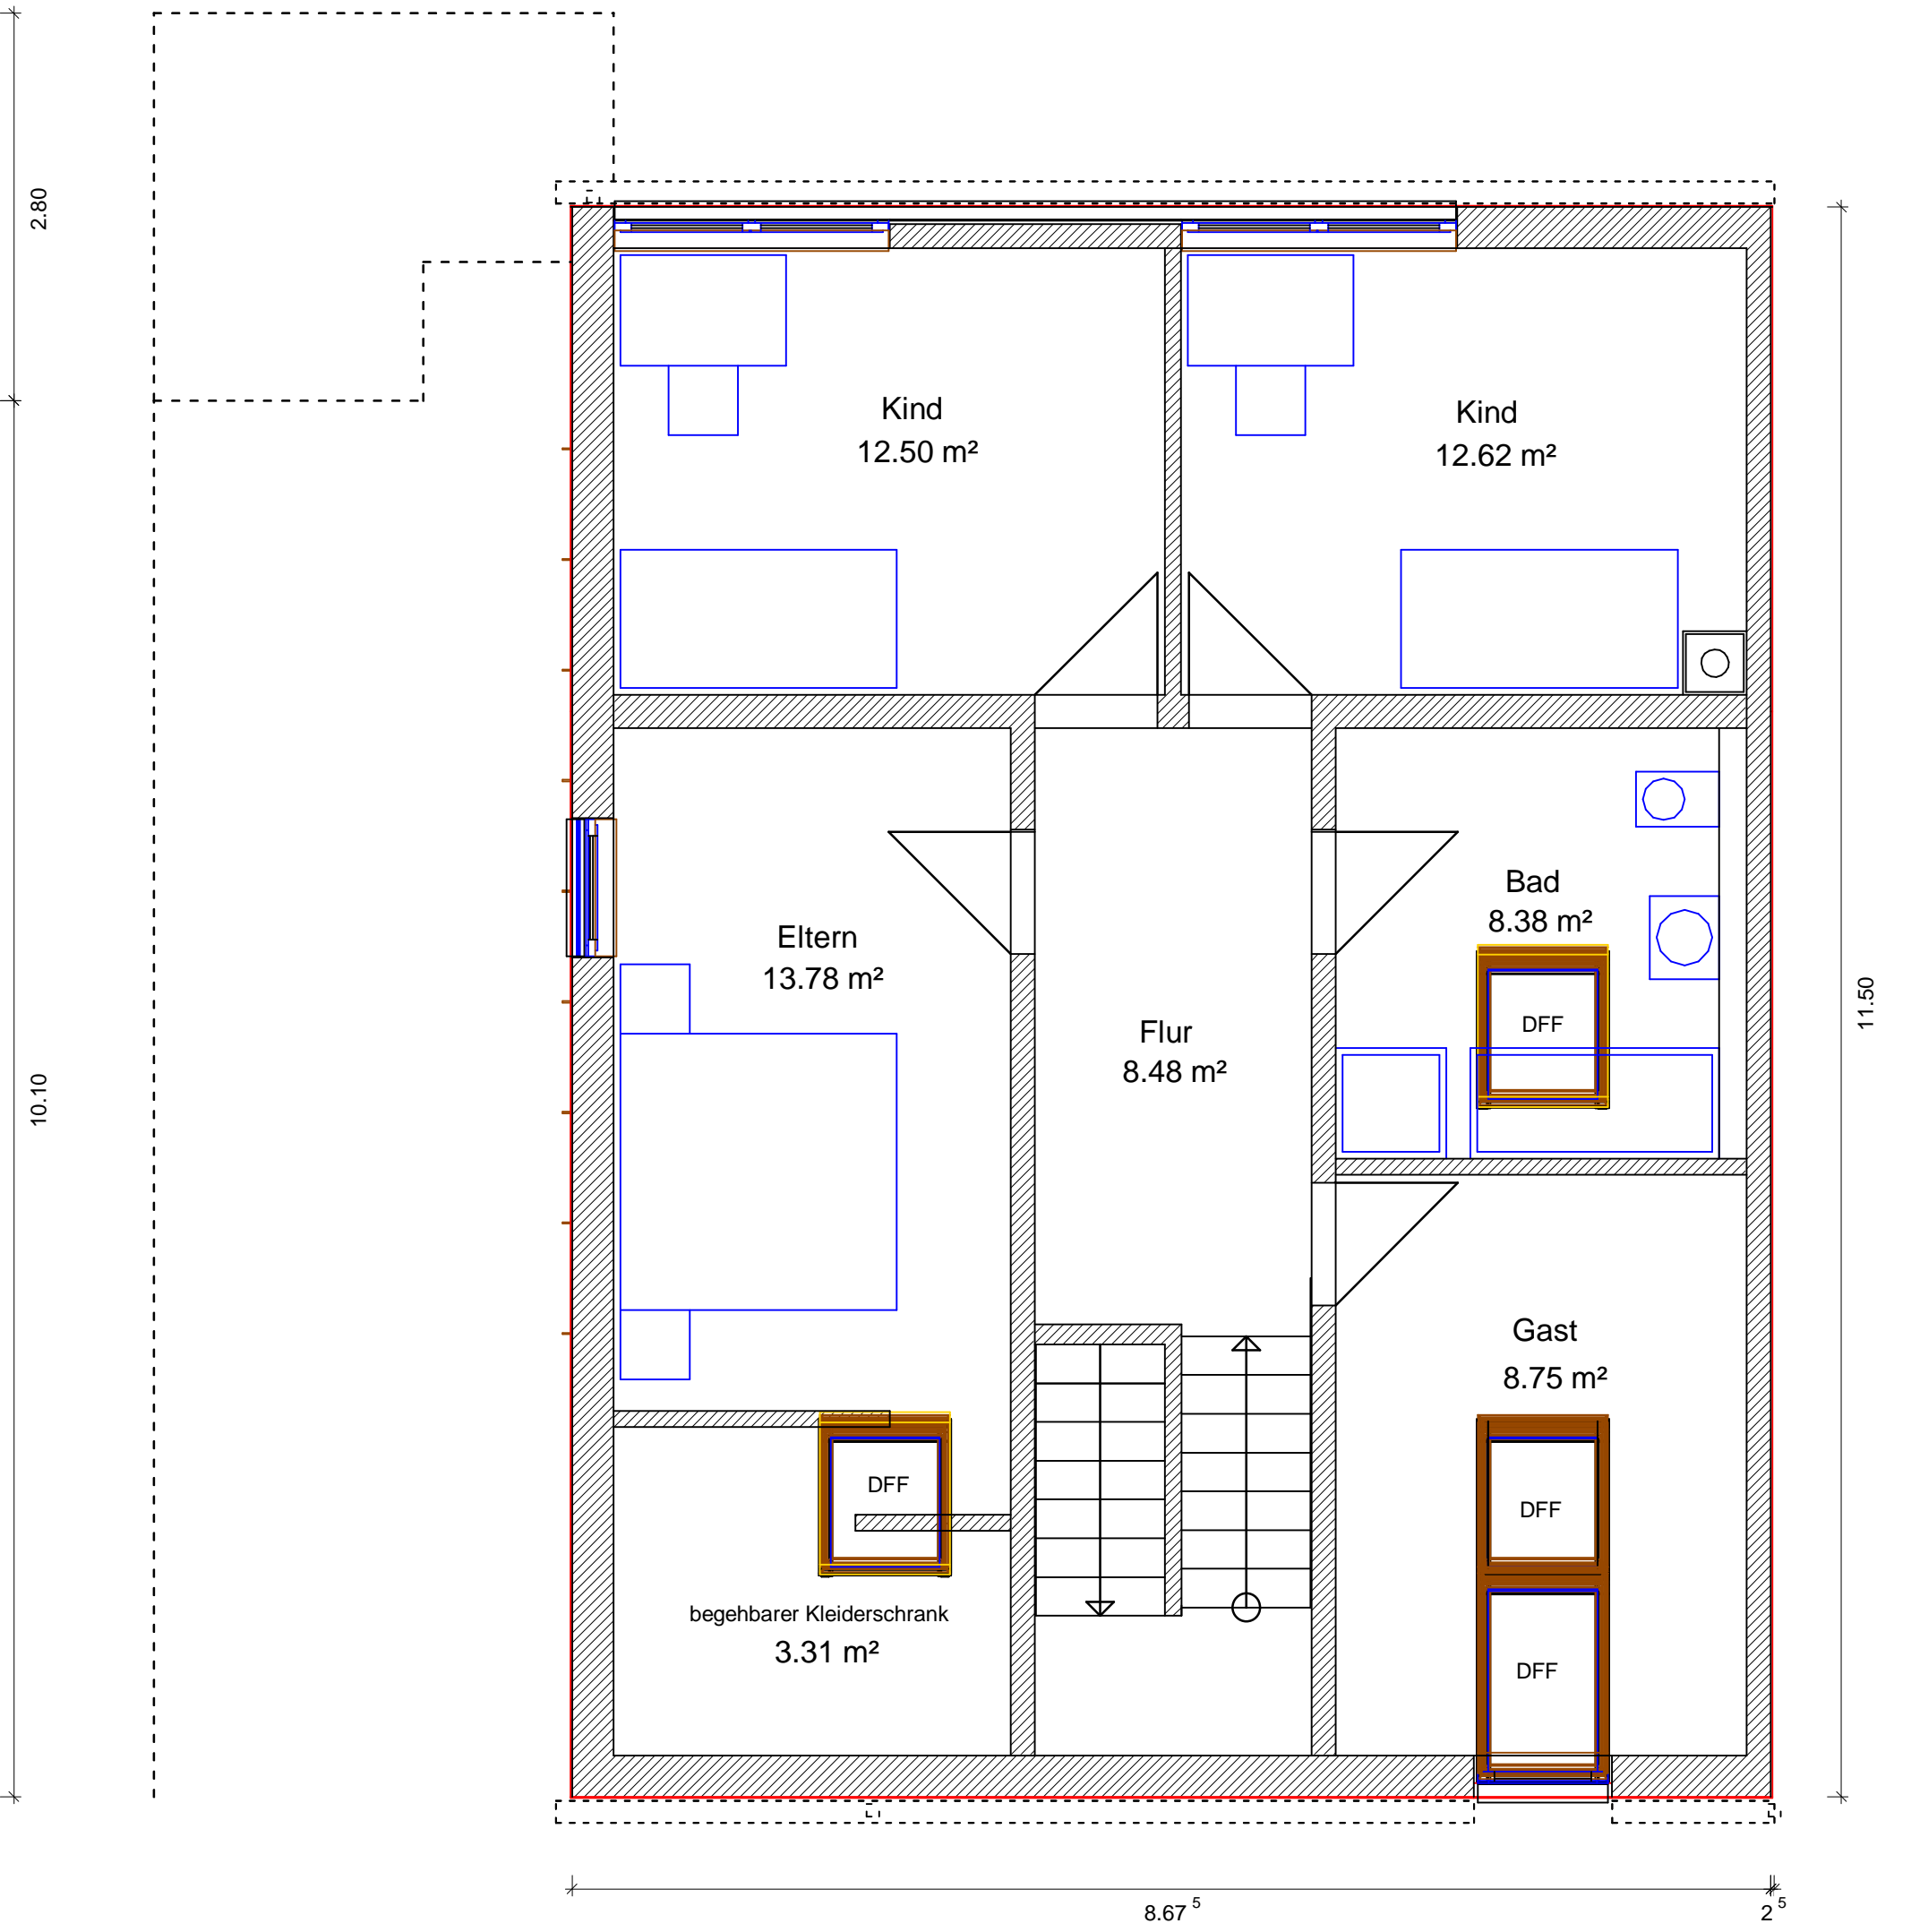 2.80
Kind
12.50 m²
Kind
12.62 m²
Bad
8.38 m²
Eltern
13.78 m²
DFF
Flur
8.48 m²
11.50
10.10
Gast
8.75 m²
DFF
DFF
begehbarer Kleiderschrank
3.31 m²
DFF
8.67 5
2 5